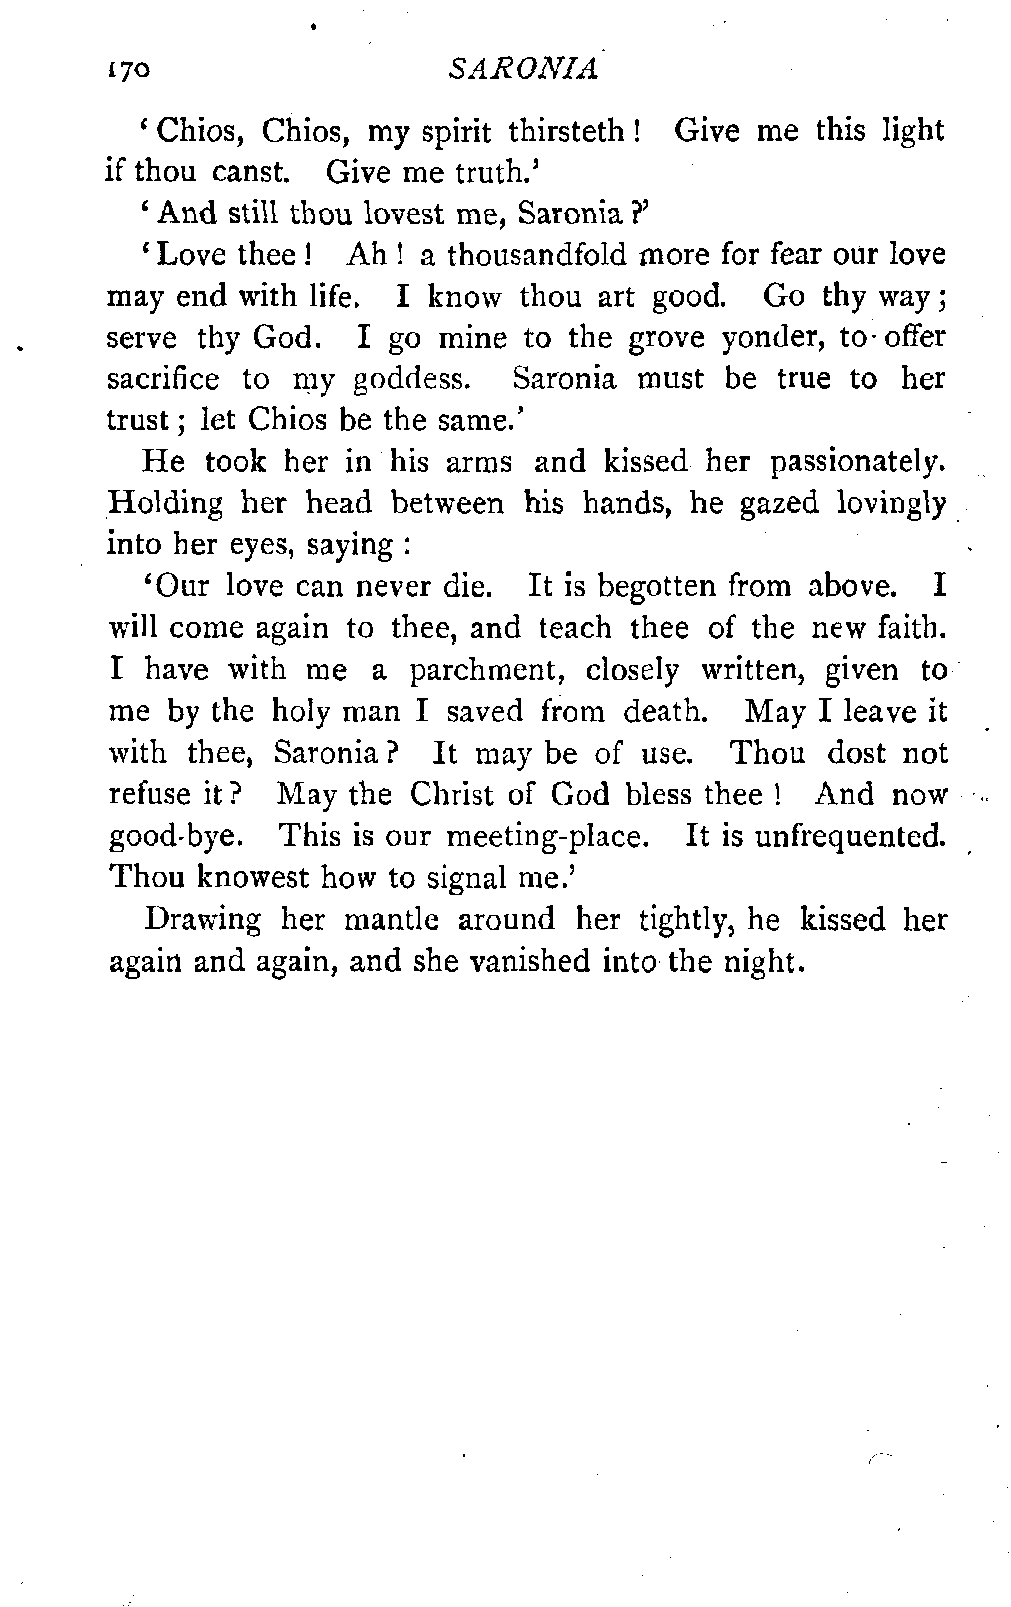 170 SARONIA
‘Chios, Chios, my spirit thirsteth! Give me this light
if thou canst. Give me truth.’
‘And still thou lovest me, Saronia?’
‘Love thee! Ah! a thousandfold more for fear our love
may end with life. I know thou art good. Go thy way;
serve thy God. I go mine to the grove yonder, to offer
sacrifice to my goddess. Saronia must be true to her
trust; let Chios be the same.’
He took her in his arms and kissed her passionately.
Holding her head between his hands, he gazed lovingly
into her eyes, saying:
‘Our love can never die. It is begotten from above. I
will come again to thee, and teach thee of the new faith.
I have with me a parchment, closely written, given to
me by the holy man I saved from death. May I leave it
with thee, Saronia? It may be of use. Thou dost not
refuse it? May the Christ of God bless thee! And now
good-bye. This is our meeting-place. It is unfrequented.
Thou knowest how to signal me.’
Drawing her mantle around her tightly, he kissed her
again and again, and she vanished into the night.